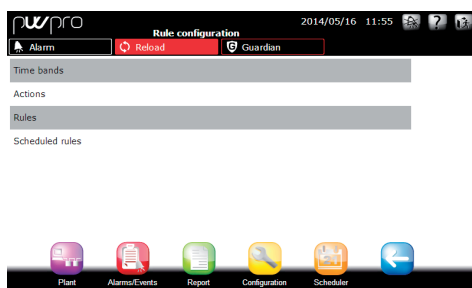 pwpro
Rule configuration
2014/05/16 11:55
?
Alarm
Reload
G Guardian
Time bands
Actions
Rules
Scheduled rules
Plant
Alarms/Events
Report
Configuration
Scheduler